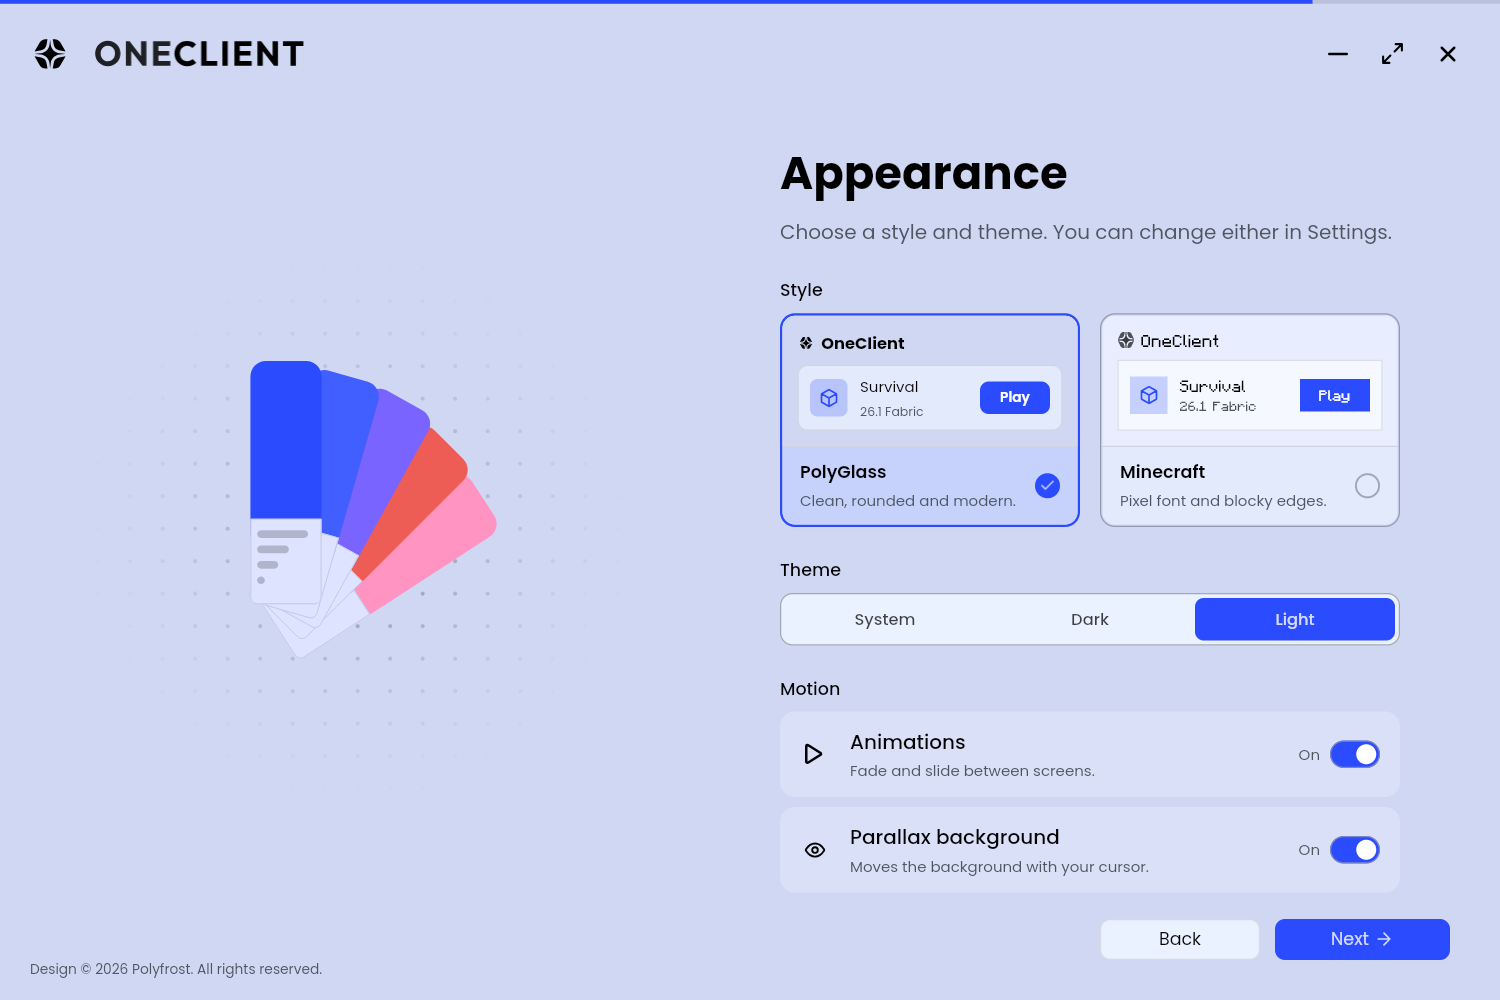 ONECLIENT
Appearance
Choose a style and theme. You can change either in Settings.
Style
OneClient
Survival
26.1 Fabric
Play
PolyGlass
Clean, rounded and modern.
OneClient
Survival
26.1 Fabric
Play
Minecraft
Pixel font and blocky edges.
Theme
System
Dark
Light
Motion
Animations
Fade and slide between screens.
On
Parallax background
Moves the background with your cursor.
On
Back
Next
Design © 2026 Polyfrost. All rights reserved.